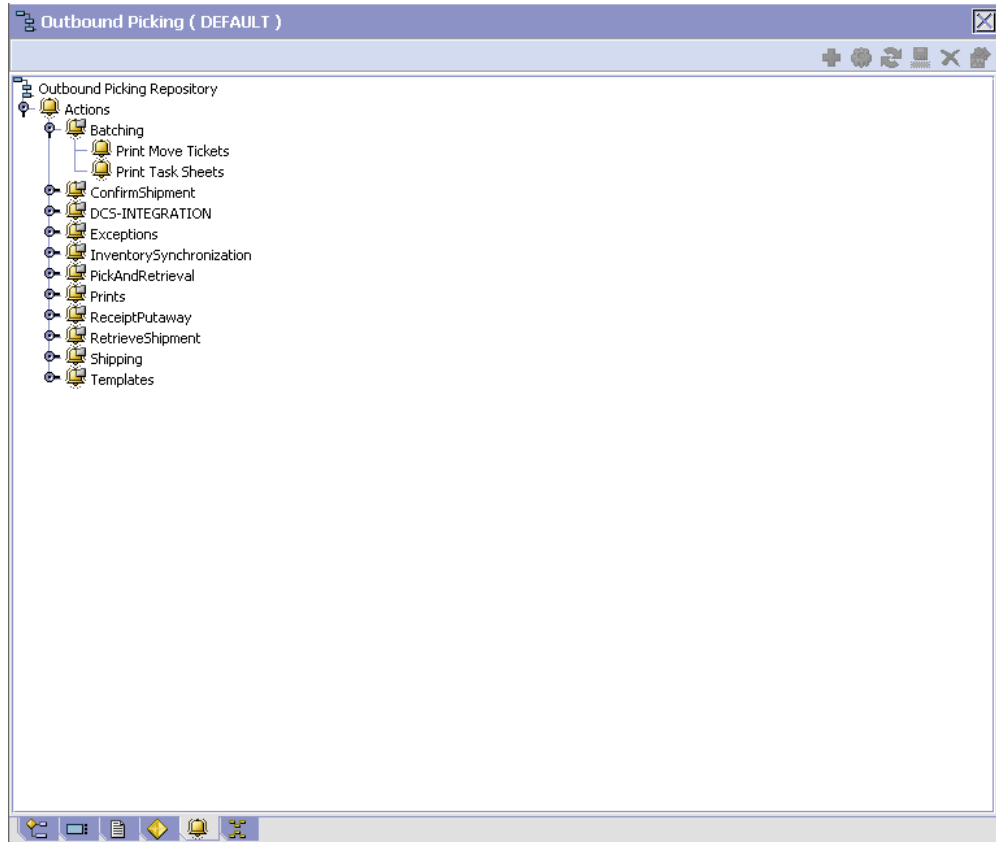 Outbound Picking ( DEFAULT )
Outbound Picking Repository
Actions
Batching
Print Move Tickets
Print Task Sheets
ConfirmShipment
DCS-INTEGRATION
Exceptions
InventorySynchronization
PickAndRetrieval
Prints
ReceiptPutaway
RetrieveShipment
Shipping
Templates